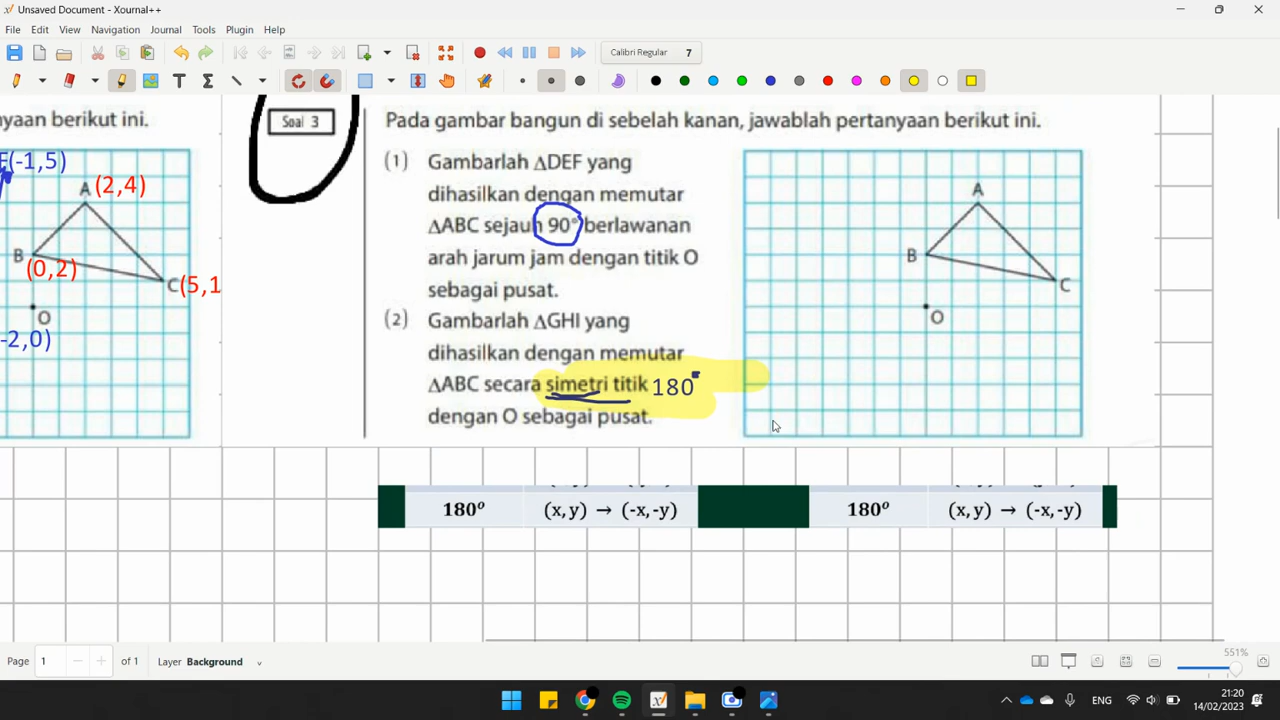 Unsaved Document - Xournal++
File Edit View Navigation Journal Tools Plugin Help
Calibri Regular 7
nyaan berikut ini.
F(-1,5)
A (2,4)
B
(0,2)
C(5,1
O
-2,0)
Soal 3
Pada gambar bangun di sebelah kanan, jawablah pertanyaan berikut ini.
(1) Gambarlah ΔDEF yang
dihasilkan dengan memutar
ΔABC sejauh 90° berlawanan
arah jarum jam dengan titik O
sebagai pusat.
(2) Gambarlah ΔGHI yang
dihasilkan dengan memutar
ΔABC secara simetri titik 180°
dengan O sebagai pusat.
A
B
C
O
180° (x,y) → (-x,-y) 180° (x,y) → (-x,-y)
Page 1 of 1 Layer Background
551%
ENG
21:20
14/02/2023